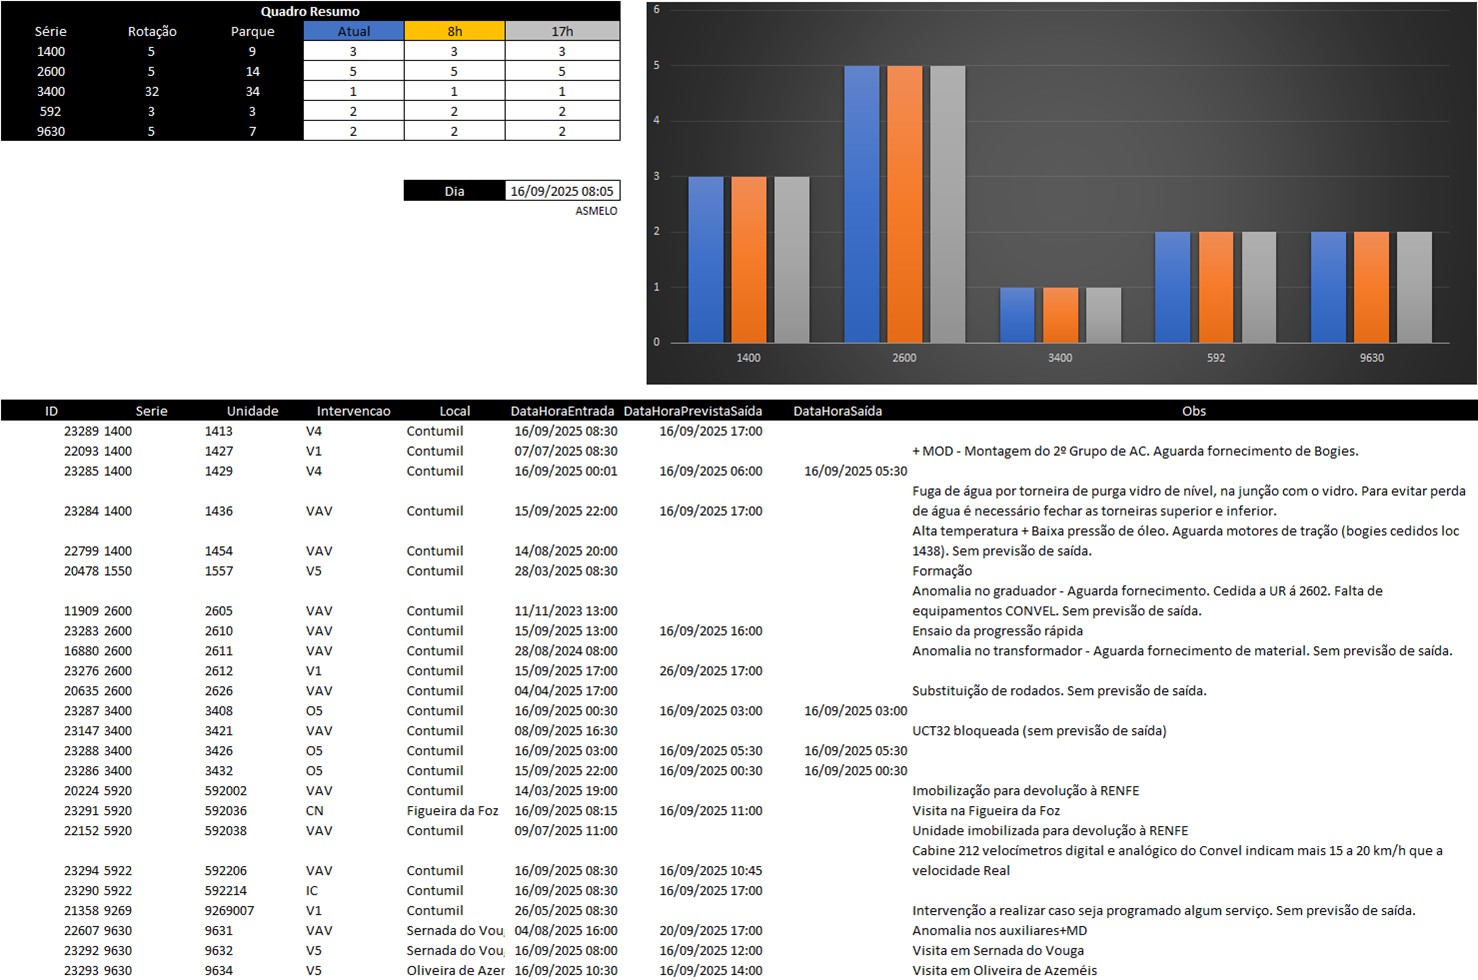 Quadro Resumo
Série Rotação Parque Atual 8h 17h
1400 5 9 3 3 3
2600 5 14 5 5 5
3400 32 34 1 1 1
592 3 3 2 2 2
9630 5 7 2 2 2
Dia 16/09/2025 08:05
ASMELO
6
5
4
3
2
1
0
1400 2600 3400 592 9630
ID Serie Unidade Intervencao Local DataHoraEntrada DataHoraPrevistaSaída DataHoraSaída Obs
23289 1400 1413 V4 Contumil 16/09/2025 08:30 16/09/2025 17:00
22093 1400 1427 V1 Contumil 07/07/2025 08:30 + MOD - Montagem do 2º Grupo de AC. Aguarda fornecimento de Bogies.
23285 1400 1429 V4 Contumil 16/09/2025 00:01 16/09/2025 06:00 16/09/2025 05:30
Fuga de água por torneira de purga vidro de nível, na junção com o vidro. Para evitar perda
23284 1400 1436 VAV Contumil 15/09/2025 22:00 16/09/2025 17:00 de água é necessário fechar as torneiras superior e inferior.
Alta temperatura + Baixa pressão de óleo. Aguarda motores de tração (bogies cedidos loc
22799 1400 1454 VAV Contumil 14/08/2025 20:00 1438). Sem previsão de saída.
20478 1550 1557 V5 Contumil 28/03/2025 08:30 Formação
Anomalia no graduador - Aguarda fornecimento. Cedida a UR á 2602. Falta de
11909 2600 2605 VAV Contumil 11/11/2023 13:00 equipamentos CONVEL. Sem previsão de saída.
23283 2600 2610 VAV Contumil 15/09/2025 13:00 16/09/2025 16:00 Ensaio da progressão rápida
16880 2600 2611 VAV Contumil 28/08/2024 08:00 Anomalia no transformador - Aguarda fornecimento de material. Sem previsão de saída.
23276 2600 2612 V1 Contumil 15/09/2025 17:00 26/09/2025 17:00
20635 2600 2626 VAV Contumil 04/04/2025 17:00 Substituição de rodados. Sem previsão de saída.
23287 3400 3408 O5 Contumil 16/09/2025 00:30 16/09/2025 03:00 16/09/2025 03:00
23147 3400 3421 VAV Contumil 08/09/2025 16:30 UCT32 bloqueada (sem previsão de saída)
23288 3400 3426 O5 Contumil 16/09/2025 03:00 16/09/2025 05:30 16/09/2025 05:30
23286 3400 3432 O5 Contumil 15/09/2025 22:00 16/09/2025 00:30 16/09/2025 00:30
20224 5920 592002 VAV Contumil 14/03/2025 19:00 Imobilização para devolução à RENFE
23291 5920 592036 CN Figueira da Foz 16/09/2025 08:15 16/09/2025 11:00 Visita na Figueira da Foz
22152 5920 592038 VAV Contumil 09/07/2025 11:00 Unidade imobilizada para devolução à RENFE
Cabine 212 velocímetros digital e analógico do Convel indicam mais 15 a 20 km/h que a
23294 5922 592206 VAV Contumil 16/09/2025 08:30 16/09/2025 10:45 velocidade Real
23290 5922 592214 IC Contumil 16/09/2025 08:30 16/09/2025 17:00
21358 9269 9269007 V1 Contumil 26/05/2025 08:30 Intervenção a realizar caso seja programado algum serviço. Sem previsão de saída.
22607 9630 9631 VAV Sernada do Vou 04/08/2025 16:00 20/09/2025 17:00 Anomalia nos auxiliares+MD
23292 9630 9632 V5 Sernada do Vou 16/09/2025 08:00 16/09/2025 12:00 Visita em Sernada do Vouga
23293 9630 9634 V5 Oliveira de Azer 16/09/2025 10:30 16/09/2025 14:00 Visita em Oliveira de Azeméis